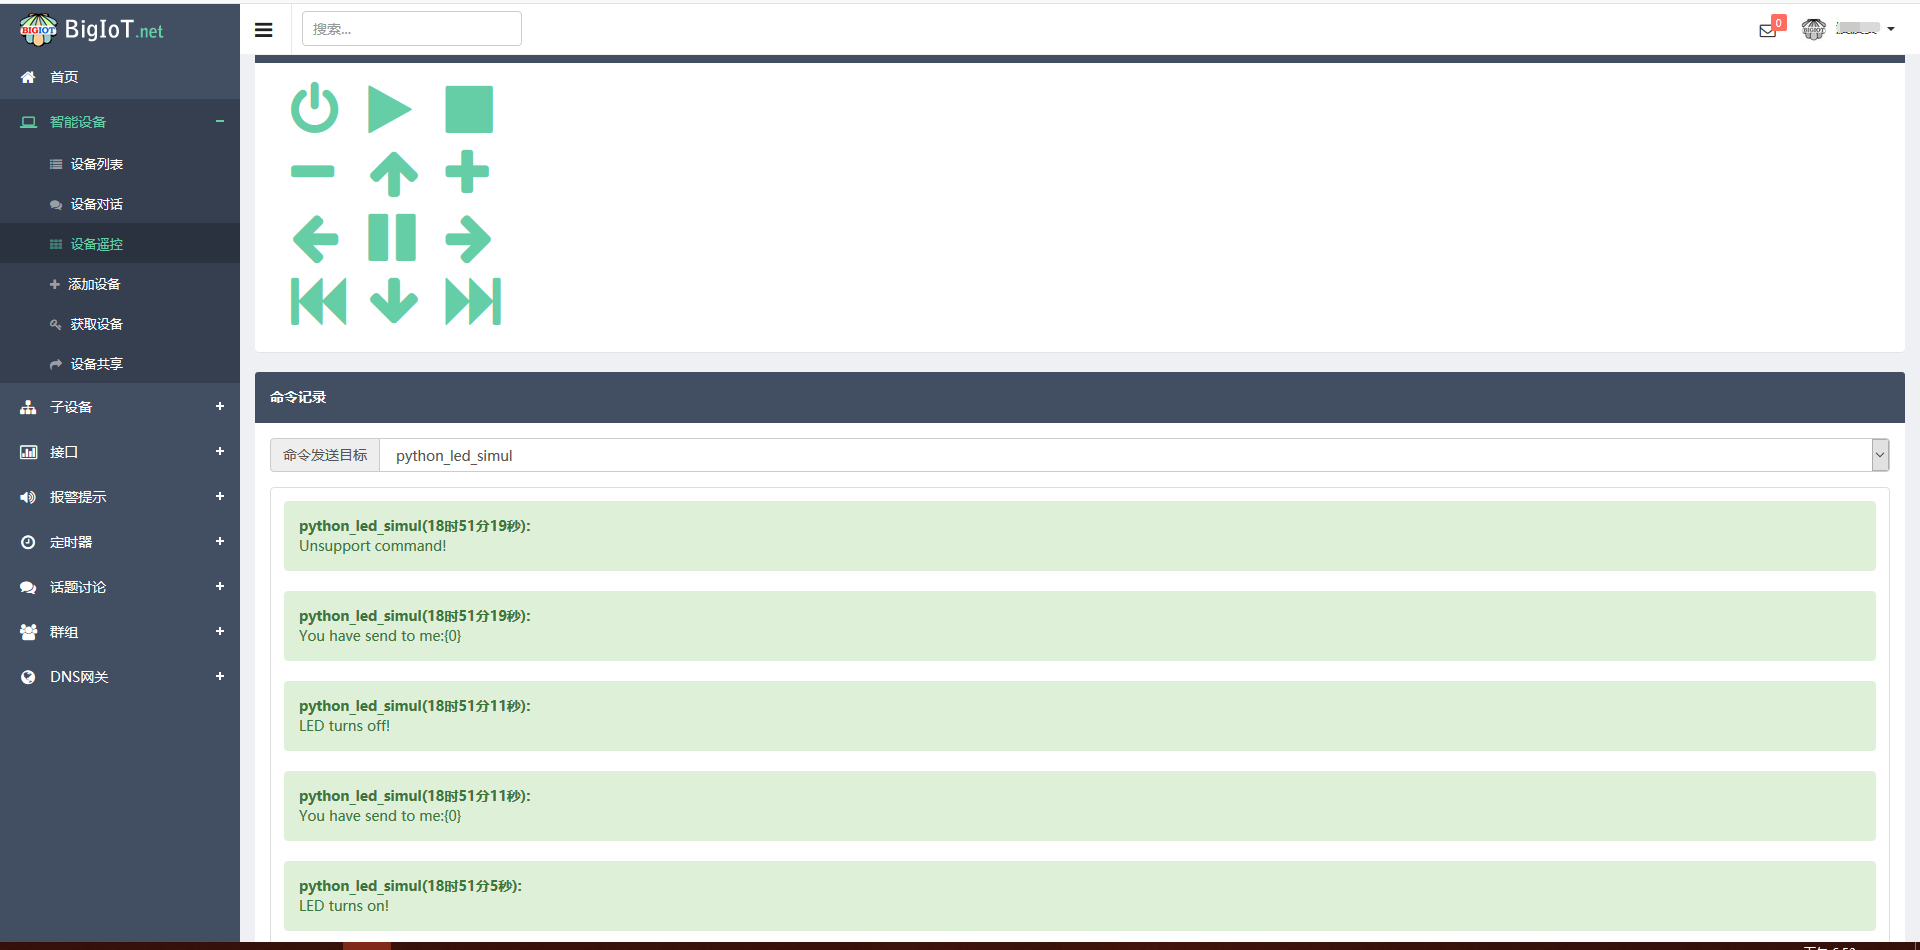 BIGIOT BigIoT.net
搜索...
0
首页
智能设备
设备列表
设备对话
设备遥控
添加设备
获取设备
设备共享
子设备
接口
报警提示
定时器
话题讨论
群组
DNS网关
命令记录
命令发送目标 python_led_simul
python_led_simul(18时51分19秒):
Unsupport command!
python_led_simul(18时51分19秒):
You have send to me:{0}
python_led_simul(18时51分11秒):
LED turns off!
python_led_simul(18时51分11秒):
You have send to me:{0}
python_led_simul(18时51分5秒):
LED turns on!